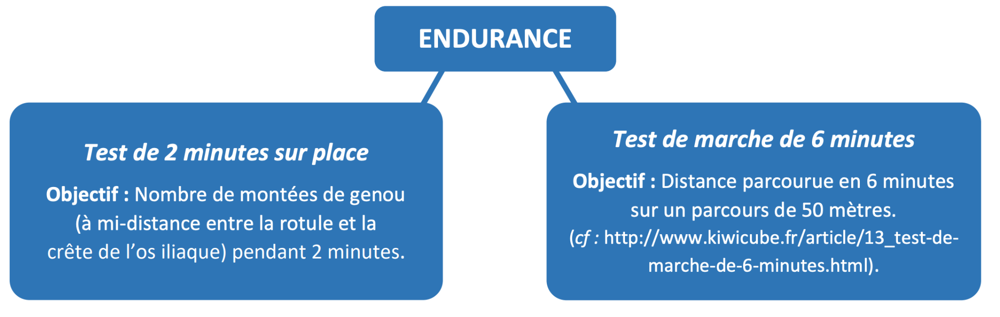 ENDURANCE
Test de 2 minutes sur place
Objectif : Nombre de montées de genou
(à mi-distance entre la rotule et la
crête de l’os iliaque) pendant 2 minutes.
Test de marche de 6 minutes
Objectif : Distance parcourue en 6 minutes
sur un parcours de 50 mètres.
(cf : http://www.kiwicube.fr/article/13_test-de-
marche-de-6-minutes.html).